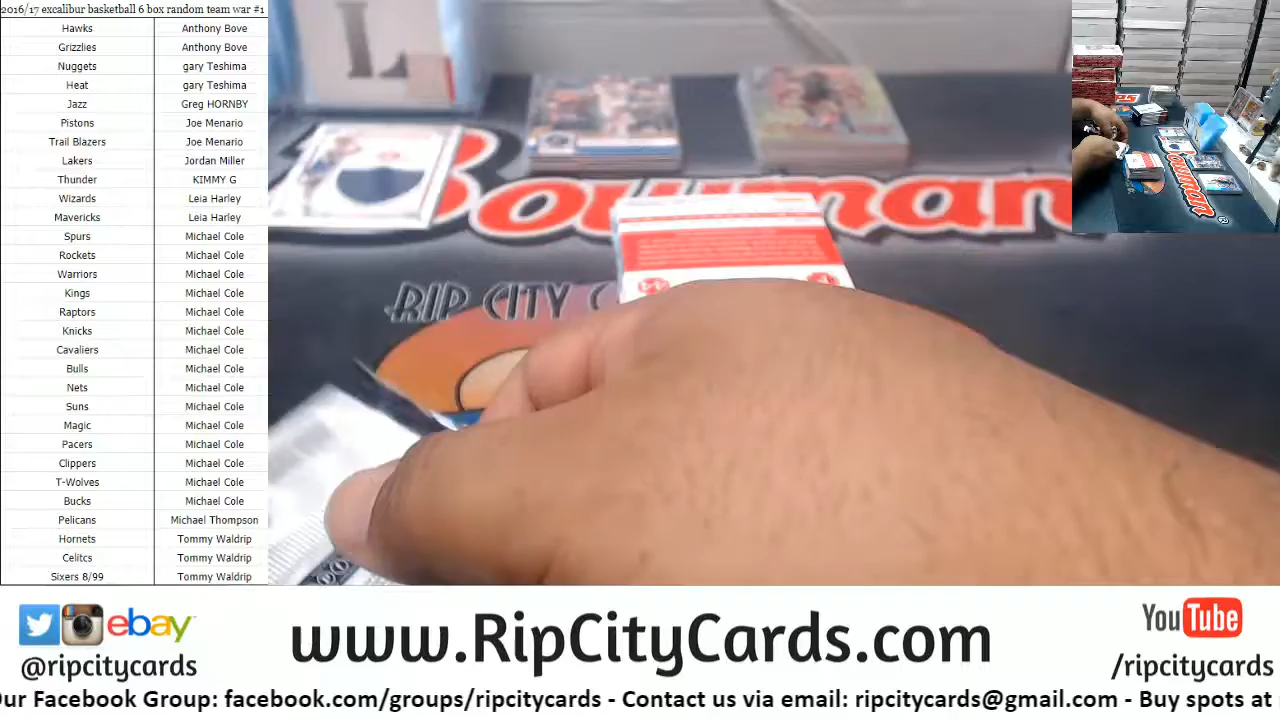 2016/17 excalibur basketball 6 box random team war #1
Hawks Anthony Bove
Grizzlies Anthony Bove
Nuggets gary Teshima
Heat gary Teshima
Jazz Greg HORNBY
Pistons Joe Menario
Trail Blazers Joe Menario
Lakers Jordan Miller
Thunder KIMMY G
Wizards Leia Harley
Mavericks Leia Harley
Spurs Michael Cole
Rockets Michael Cole
Warriors Michael Cole
Kings Michael Cole
Raptors Michael Cole
Knicks Michael Cole
Cavaliers Michael Cole
Bulls Michael Cole
Nets Michael Cole
Suns Michael Cole
Magic Michael Cole
Pacers Michael Cole
Clippers Michael Cole
T-Wolves Michael Cole
Bucks Michael Cole
Pelicans Michael Thompson
Hornets Tommy Waldrip
Celitcs Tommy Waldrip
Sixers 8/99 Tommy Waldrip
Bowman
RIP CITY C
Bowman
ebay
@ripcitycards
www.RipCityCards.com
YouTube
/ripcitycards
Our Facebook Group: facebook.com/groups/ripcitycards - Contact us via email: ripcitycards@gmail.com - Buy spots at